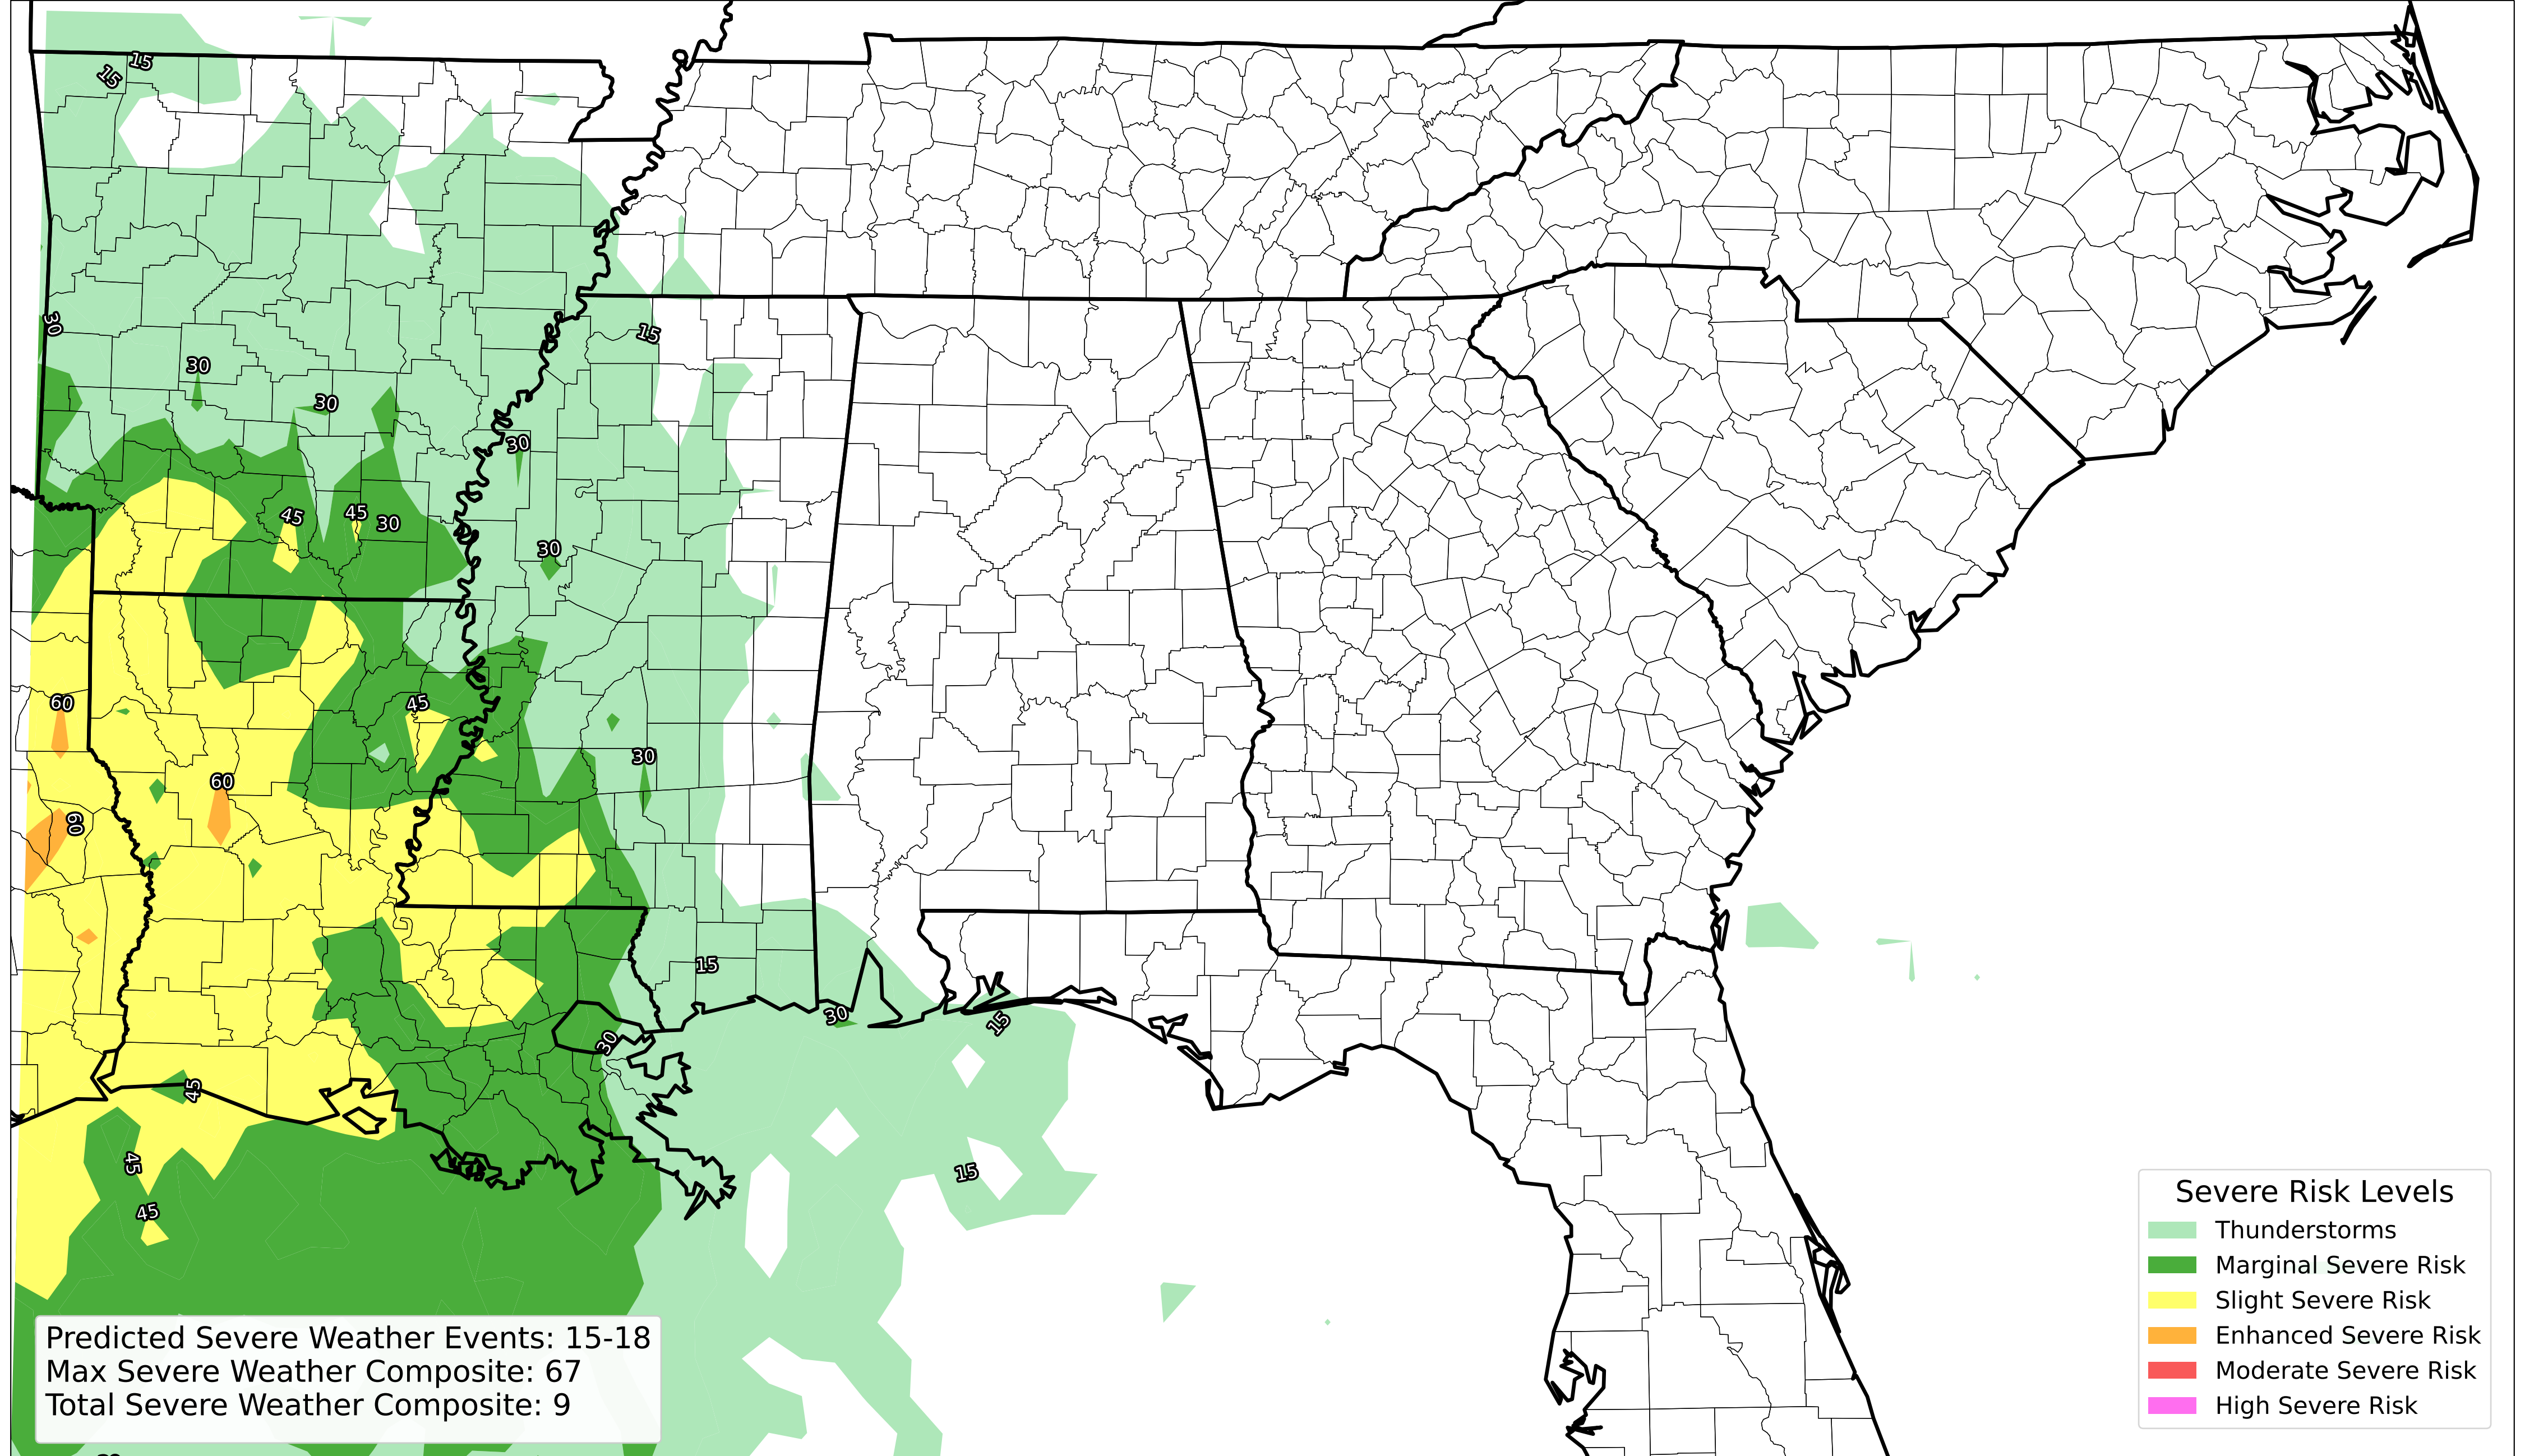 15
15
30
30
30
15
30
45
45
30
30
60
45
30
60
60
15
30
15
30
45
45
15
45
Predicted Severe Weather Events: 15-18
Max Severe Weather Composite: 67
Total Severe Weather Composite: 9
Severe Risk Levels
Thunderstorms
Marginal Severe Risk
Slight Severe Risk
Enhanced Severe Risk
Moderate Severe Risk
High Severe Risk